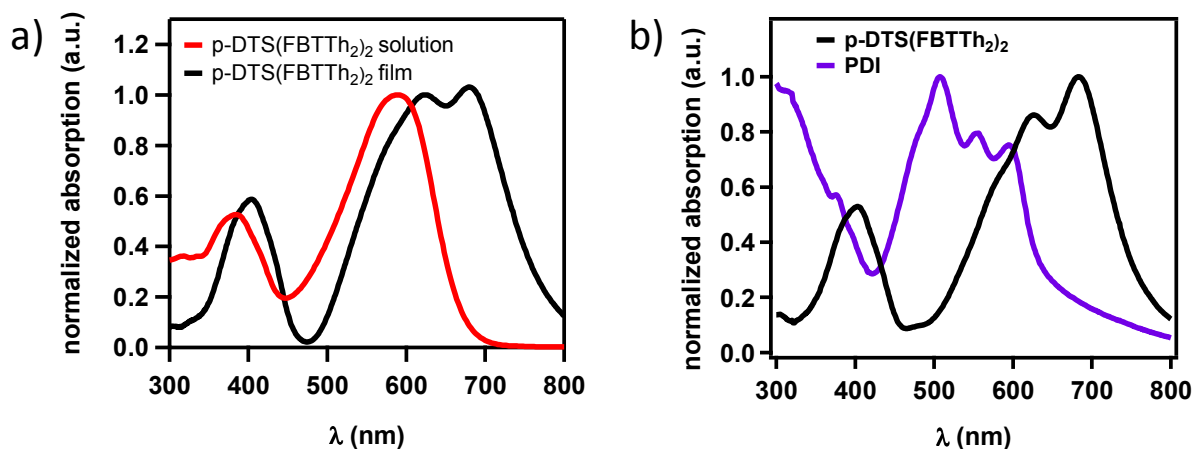 a)
normalized absorption (a.u.)
1.2
1.0
0.8
0.6
0.4
0.2
0.0
p-DTS(FBTTh₂)₂ solution
p-DTS(FBTTh₂)₂ film
300 400 500 600 700 800
λ (nm)
b)
normalized absorption (a.u.)
1.0
0.8
0.6
0.4
0.2
0.0
p-DTS(FBTTh₂)₂
PDI
300 400 500 600 700 800
λ (nm)